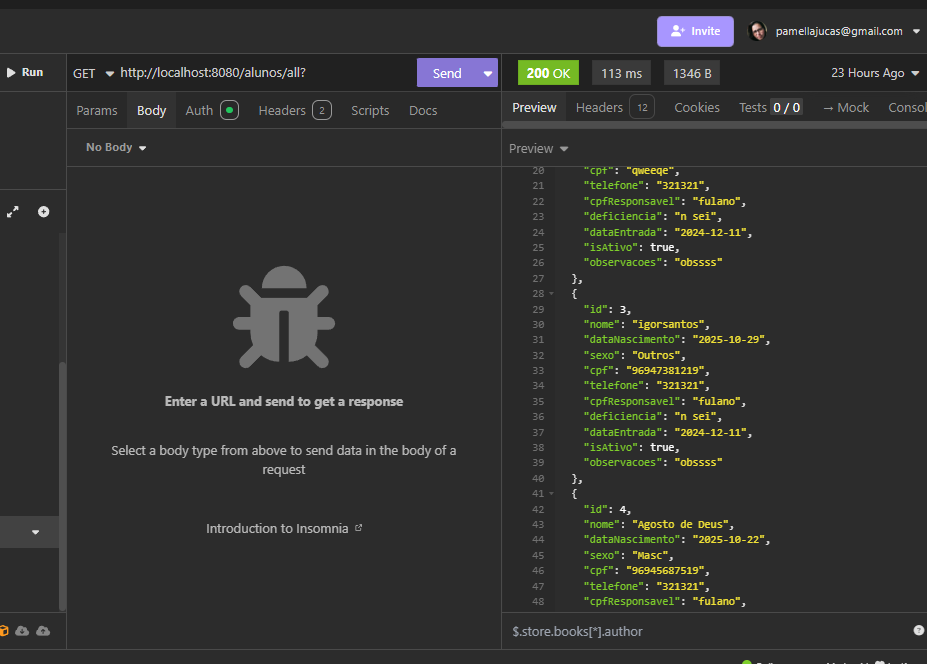 Invite
pamellajucas@gmail.com
Run
GET
http://localhost:8080/alunos/all?
Send
200 OK
113 ms
1346 B
23 Hours Ago
Params
Body
Auth
Headers 2
Scripts
Docs
Preview
Headers 12
Cookies
Tests 0 / 0
→ Mock
Consol
No Body
Preview
20 "cpf": "qweeqe",
21 "telefone": "321321",
22 "cpfResponsavel": "fulano",
23 "deficiencia": "n sei",
24 "dataEntrada": "2024-12-11",
25 "isAtivo": true,
26 "observacoes": "obssss"
27 },
28 {
29 "id": 3,
30 "nome": "igorsantos",
31 "dataNascimento": "2025-10-29",
32 "sexo": "Outros",
33 "cpf": "96947381219",
34 "telefone": "321321",
35 "cpfResponsavel": "fulano",
36 "deficiencia": "n sei",
37 "dataEntrada": "2024-12-11",
38 "isAtivo": true,
39 "observacoes": "obssss"
40 },
41 {
42 "id": 4,
43 "nome": "Agosto de Deus",
44 "dataNascimento": "2025-10-22",
45 "sexo": "Masc",
46 "cpf": "96945687519",
47 "telefone": "321321",
48 "cpfResponsavel": "fulano",
Enter a URL and send to get a response
Select a body type from above to send data in the body of a
request
Introduction to Insomnia
$.store.books[*].author